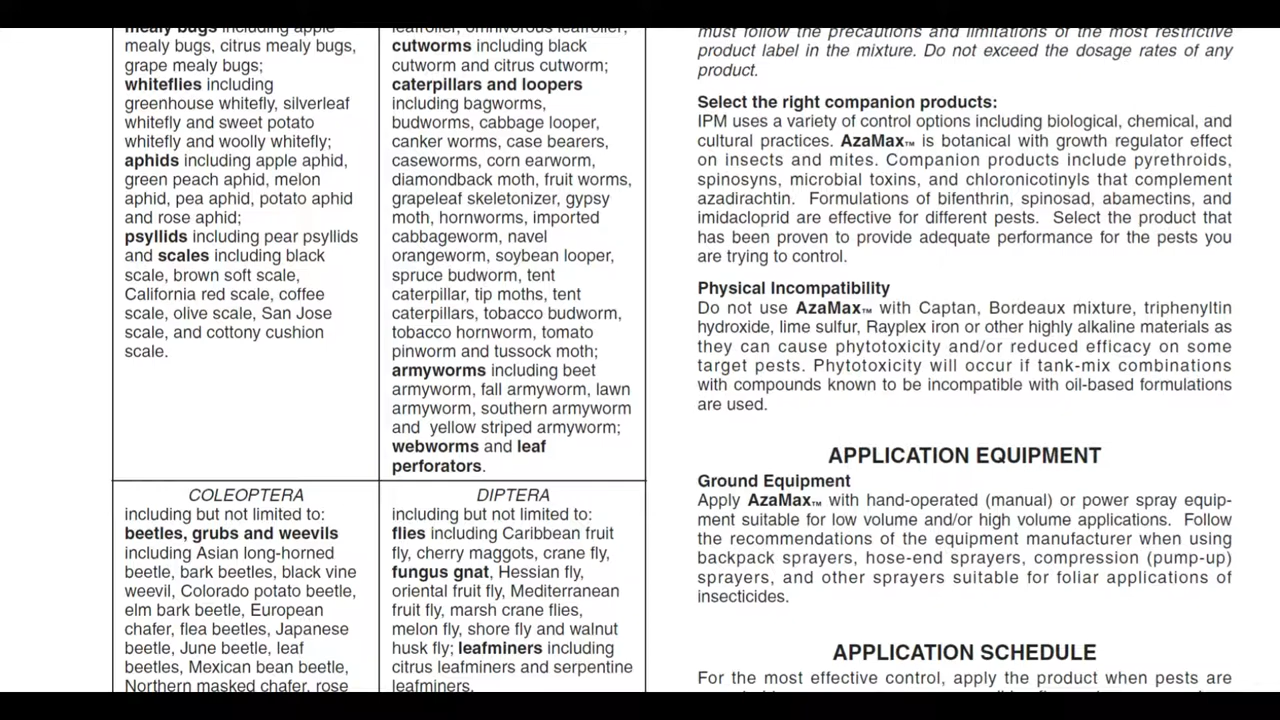 mealy bugs including apple
mealy bugs, citrus mealy bugs,
grape mealy bugs;
whiteflies including
greenhouse whitefly, silverleaf
whitefly and sweet potato
whitefly and woolly whitefly;
aphids including apple aphid,
green peach aphid, melon
aphid, pea aphid, potato aphid
and rose aphid;
psyllids including pear psyllids
and scales including black
scale, brown soft scale,
California red scale, coffee
scale, olive scale, San Jose
scale, and cottony cushion
scale.
leafroller, omnivorous leafroller;
cutworms including black
cutworm and citrus cutworm;
caterpillars and loopers
including bagworms,
budworms, cabbage looper,
canker worms, case bearers,
caseworms, corn earworm,
diamondback moth, fruit worms,
grapeleaf skeletonizer, gypsy
moth, hornworms, imported
cabbageworm, navel
orangeworm, soybean looper,
spruce budworm, tent
caterpillar, tip moths, tent
caterpillars, tobacco budworm,
tobacco hornworm, tomato
pinworm and tussock moth;
armyworms including beet
armyworm, fall armyworm, lawn
armyworm, southern armyworm
and yellow striped armyworm;
webworms and leaf
perforators.
COLEOPTERA
including but not limited to:
beetles, grubs and weevils
including Asian long-horned
beetle, bark beetles, black vine
weevil, Colorado potato beetle,
elm bark beetle, European
chafer, flea beetles, Japanese
beetle, June beetle, leaf
beetles, Mexican bean beetle,
Northern masked chafer, rose
DIPTERA
including but not limited to:
flies including Caribbean fruit
fly, cherry maggots, crane fly,
fungus gnat, Hessian fly,
oriental fruit fly, Mediterranean
fruit fly, marsh crane flies,
melon fly, shore fly and walnut
husk fly; leafminers including
citrus leafminers and serpentine
leafminers.
must follow the precautions and limitations of the most restrictive
product label in the mixture. Do not exceed the dosage rates of any
product.
Select the right companion products:
IPM uses a variety of control options including biological, chemical, and
cultural practices. AzaMax™ is botanical with growth regulator effect
on insects and mites. Companion products include pyrethroids,
spinosyns, microbial toxins, and chloronicotinyls that complement
azadirachtin. Formulations of bifenthrin, spinosad, abamectins, and
imidacloprid are effective for different pests. Select the product that
has been proven to provide adequate performance for the pests you
are trying to control.
Physical Incompatibility
Do not use AzaMax™ with Captan, Bordeaux mixture, triphenyltin
hydroxide, lime sulfur, Rayplex iron or other highly alkaline materials as
they can cause phytotoxicity and/or reduced efficacy on some
target pests. Phytotoxicity will occur if tank-mix combinations
with compounds known to be incompatible with oil-based formulations
are used.
APPLICATION EQUIPMENT
Ground Equipment
Apply AzaMax™ with hand-operated (manual) or power spray equip-
ment suitable for low volume and/or high volume applications. Follow
the recommendations of the equipment manufacturer when using
backpack sprayers, hose-end sprayers, compression (pump-up)
sprayers, and other sprayers suitable for foliar applications of
insecticides.
APPLICATION SCHEDULE
For the most effective control, apply the product when pests are